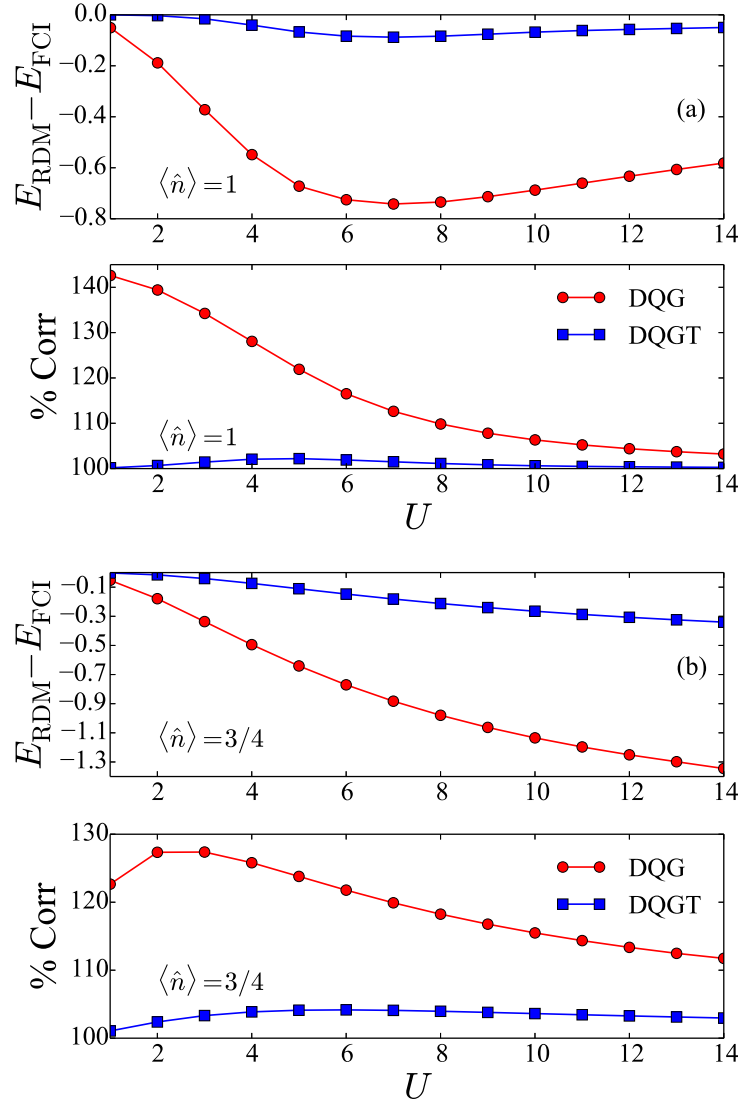 0.0
−0.2
−0.4
−0.6
−0.8
E_RDM − E_FCI
(a)
⟨n̂⟩ = 1
2 4 6 8 10 12 14
140
130
120
110
100
% Corr
DQG
DQGT
⟨n̂⟩ = 1
2 4 6 8 10 12 14
U
−0.1
−0.3
−0.5
−0.7
−0.9
−1.1
−1.3
E_RDM − E_FCI
(b)
⟨n̂⟩ = 3/4
2 4 6 8 10 12 14
130
120
110
100
% Corr
DQG
DQGT
⟨n̂⟩ = 3/4
2 4 6 8 10 12 14
U